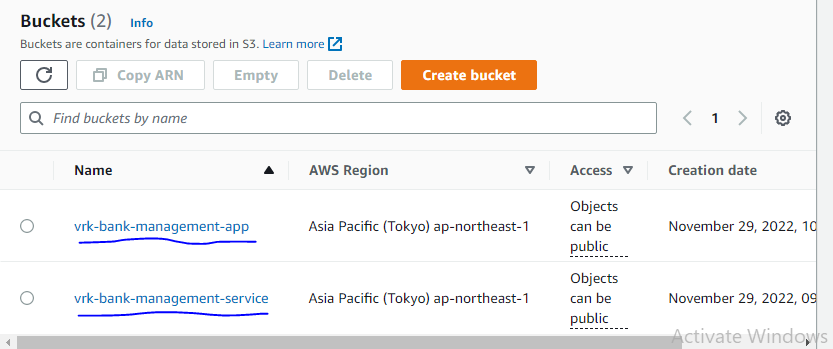 Buckets (2) Info
Buckets are containers for data stored in S3. Learn more
Copy ARN Empty Delete Create bucket
Find buckets by name
1
Name AWS Region Access Creation date
vrk-bank-management-app Asia Pacific (Tokyo) ap-northeast-1 Objects can be public November 29, 2022, 10
vrk-bank-management-service Asia Pacific (Tokyo) ap-northeast-1 Objects can be public November 29, 2022, 09
Activate Windows